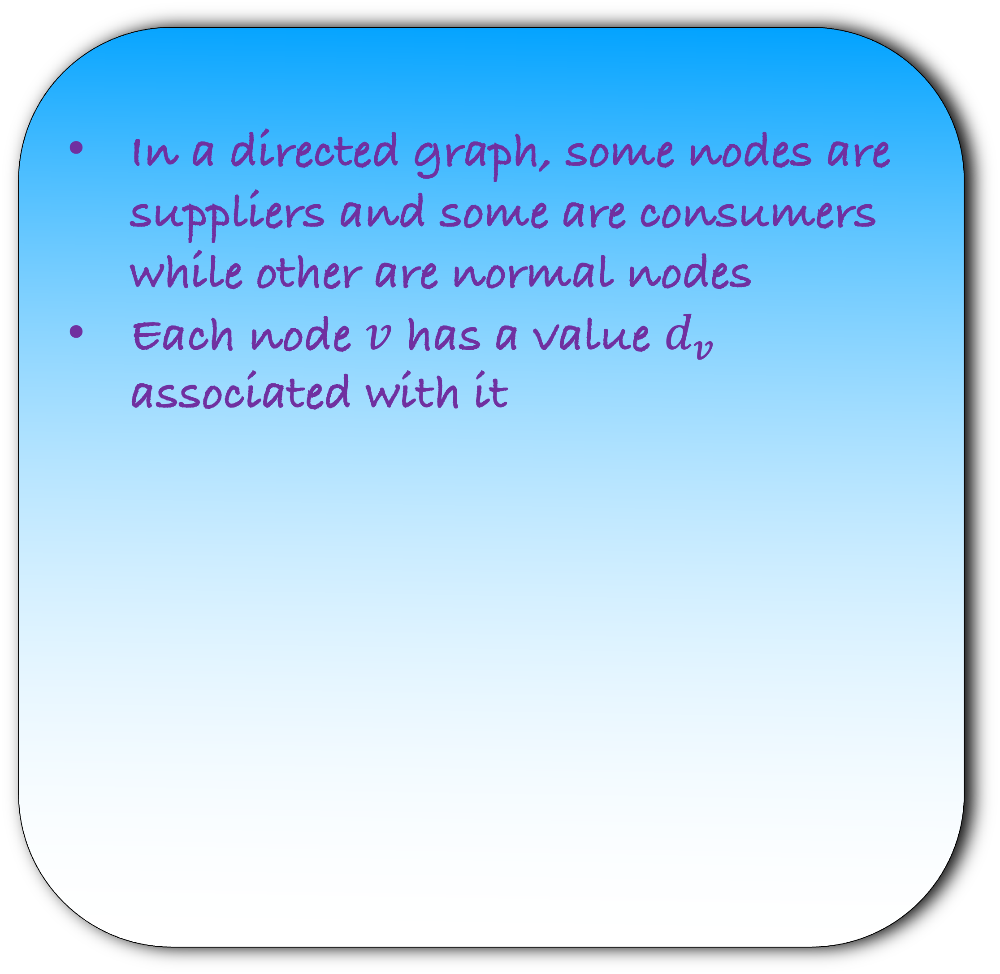 • In a directed graph, some nodes are
suppliers and some are consumers
while other are normal nodes
• Each node v has a value dᵥ
associated with it